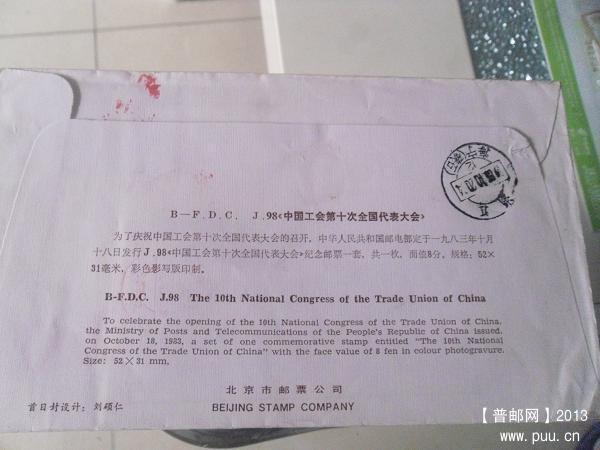 B—F.D.C. J.98《中国工会第十次全国代表大会》
为了庆祝中国工会第十次全国代表大会的召开，中华人民共和国邮电部定于一九八三年十月
十八日发行J.98《中国工会第十次全国代表大会》纪念邮票一套，共一枚，面值8分，规格：52×
31毫米，彩色影写版印制。
B-F.D.C. J.98 The 10th National Congress of the Trade Union of China
To celebrate the opening of the 10th National Congress of the Trade Union of China,
the Ministry of Posts and Telecommunications of the People's Republic of China issued,
on October 18, 1983, a set of one commemorative stamp entitled "The 10th National
Congress of the Trade Union of China" with the face value of 8 fen in colour photogravure.
Size: 52×31 mm.
北京市邮票公司
首日封设计：刘硕仁
BEIJING STAMP COMPANY
【普邮网】2013
www.puu.cn